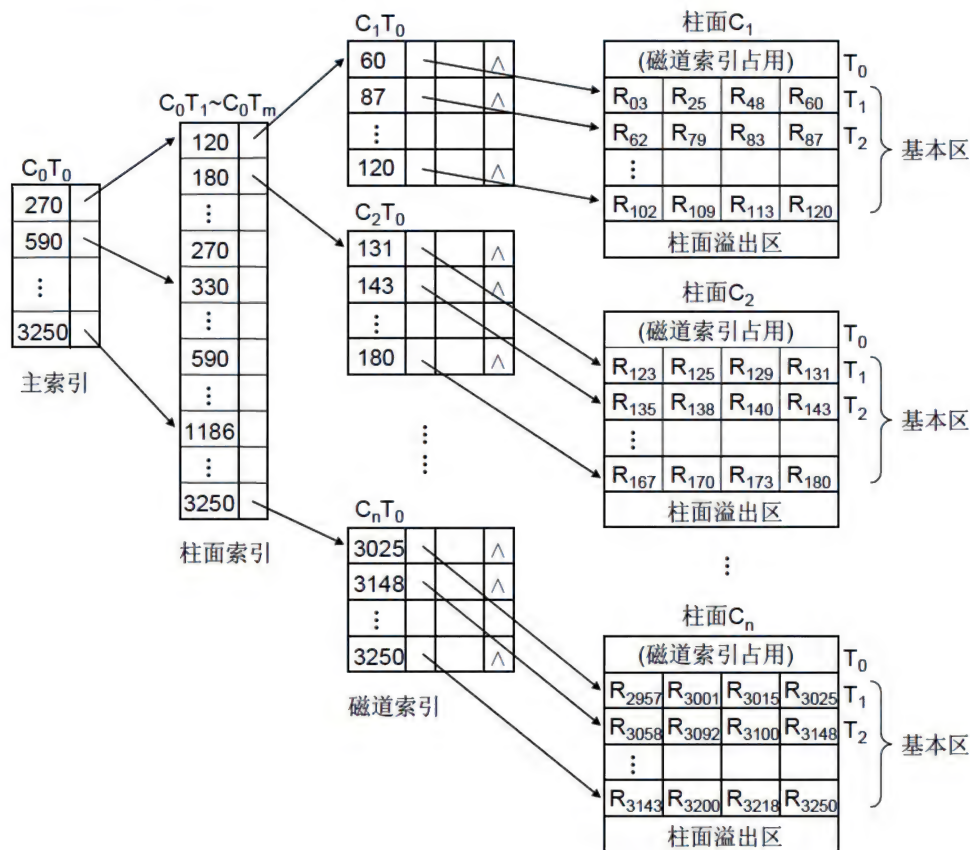 C₀T₀
270
590
⋮
3250
主索引
C₀T₁~C₀Tₘ
120
180
⋮
270
330
⋮
590
⋮
1186
⋮
3250
柱面索引
C₁T₀
60 ∧
87 ∧
⋮
120 ∧
C₂T₀
131 ∧
143 ∧
⋮
180 ∧
⋮ ⋮
CₙT₀
3025 ∧
3148 ∧
⋮
3250 ∧
磁道索引
柱面C₁
(磁道索引占用) T₀
R₀₃ R₂₅ R₄₈ R₆₀ T₁
R₆₂ R₇₉ R₈₃ R₈₇ T₂
⋮
R₁₀₂ R₁₀₉ R₁₁₃ R₁₂₀
柱面溢出区
基本区
柱面C₂
(磁道索引占用) T₀
R₁₂₃ R₁₂₅ R₁₂₉ R₁₃₁ T₁
R₁₃₅ R₁₃₈ R₁₄₀ R₁₄₃ T₂
⋮
R₁₆₇ R₁₇₀ R₁₇₃ R₁₈₀
柱面溢出区
基本区
⋮
柱面Cₙ
(磁道索引占用) T₀
R₂₉₅₇ R₃₀₀₁ R₃₀₁₅ R₃₀₂₅ T₁
R₃₀₅₈ R₃₀₉₂ R₃₁₀₀ R₃₁₄₈ T₂
⋮
R₃₁₄₃ R₃₂₀₀ R₃₂₁₈ R₃₂₅₀
柱面溢出区
基本区